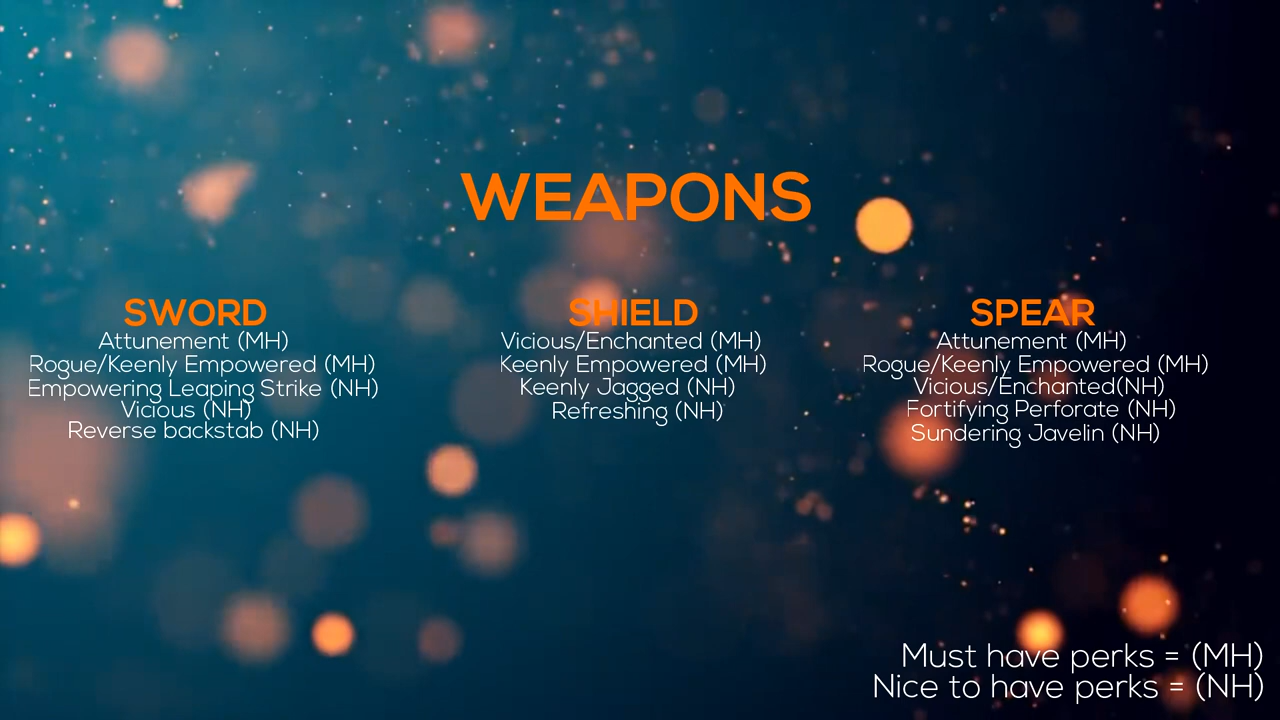 WEAPONS
SWORD
Attunement (MH)
Rogue/Keenly Empowered (MH)
Empowering Leaping Strike (NH)
Vicious (NH)
Reverse backstab (NH)
SHIELD
Vicious/Enchanted (MH)
Keenly Empowered (MH)
Keenly Jagged (NH)
Refreshing (NH)
SPEAR
Attunement (MH)
Rogue/Keenly Empowered (MH)
Vicious/Enchanted(NH)
Fortifying Perforate (NH)
Sundering Javelin (NH)
Must have perks = (MH)
Nice to have perks = (NH)